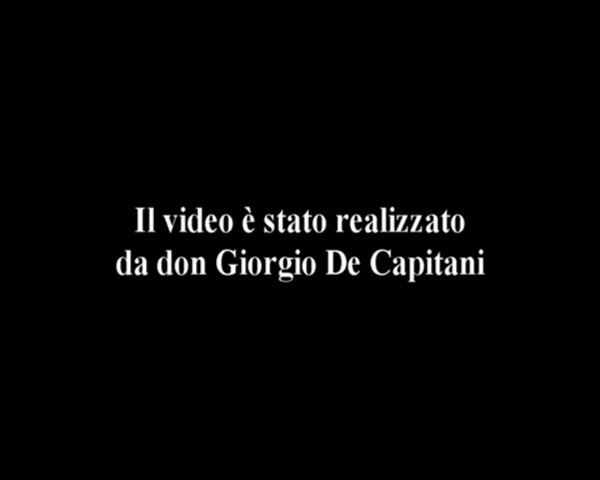 Il video è stato realizzato
da don Giorgio De Capitani